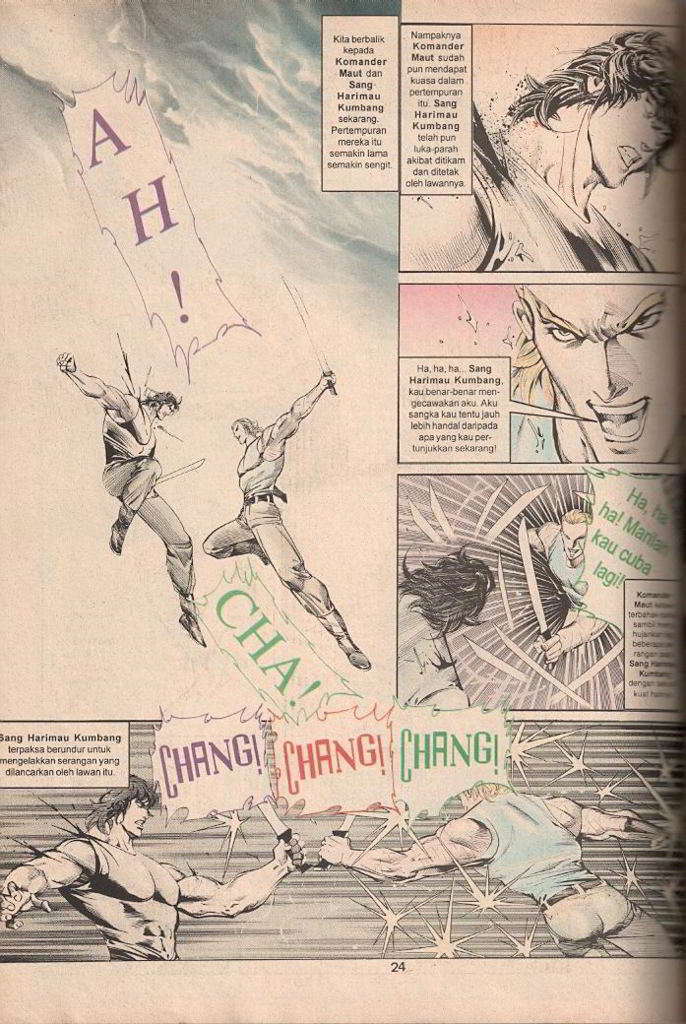 Kita berbalik
kepada
Komander
Maut dan
Sang
Harimau
Kumbang
sekarang.
Pertempuran
mereka itu
semakin lama
semakin sengit.
Nampaknya
Komander
Maut sudah
pun mendapat
kuasa dalam
pertempuran
itu. Sang
Harimau
Kumbang
telah pun
luka-parah
akibat ditikam
dan ditetak
oleh lawannya.
A
H
!
Ha, ha, ha... Sang
Harimau Kumbang,
kau benar-benar men-
gecewakan aku. Aku
sangka kau tentu jauh
lebih handal daripada
apa yang kau per-
tunjukkan sekarang!
Ha, ha
ha! Marilah
kau cuba
lagi!
Komander
Maut
sambil
Sang
dengan
CHA!
Sang Harimau Kumbang
terpaksa berundur untuk
mengelakkan serangan yang
dilancarkan oleh lawan itu.
CHANG!
CHANG!
CHANG!
24